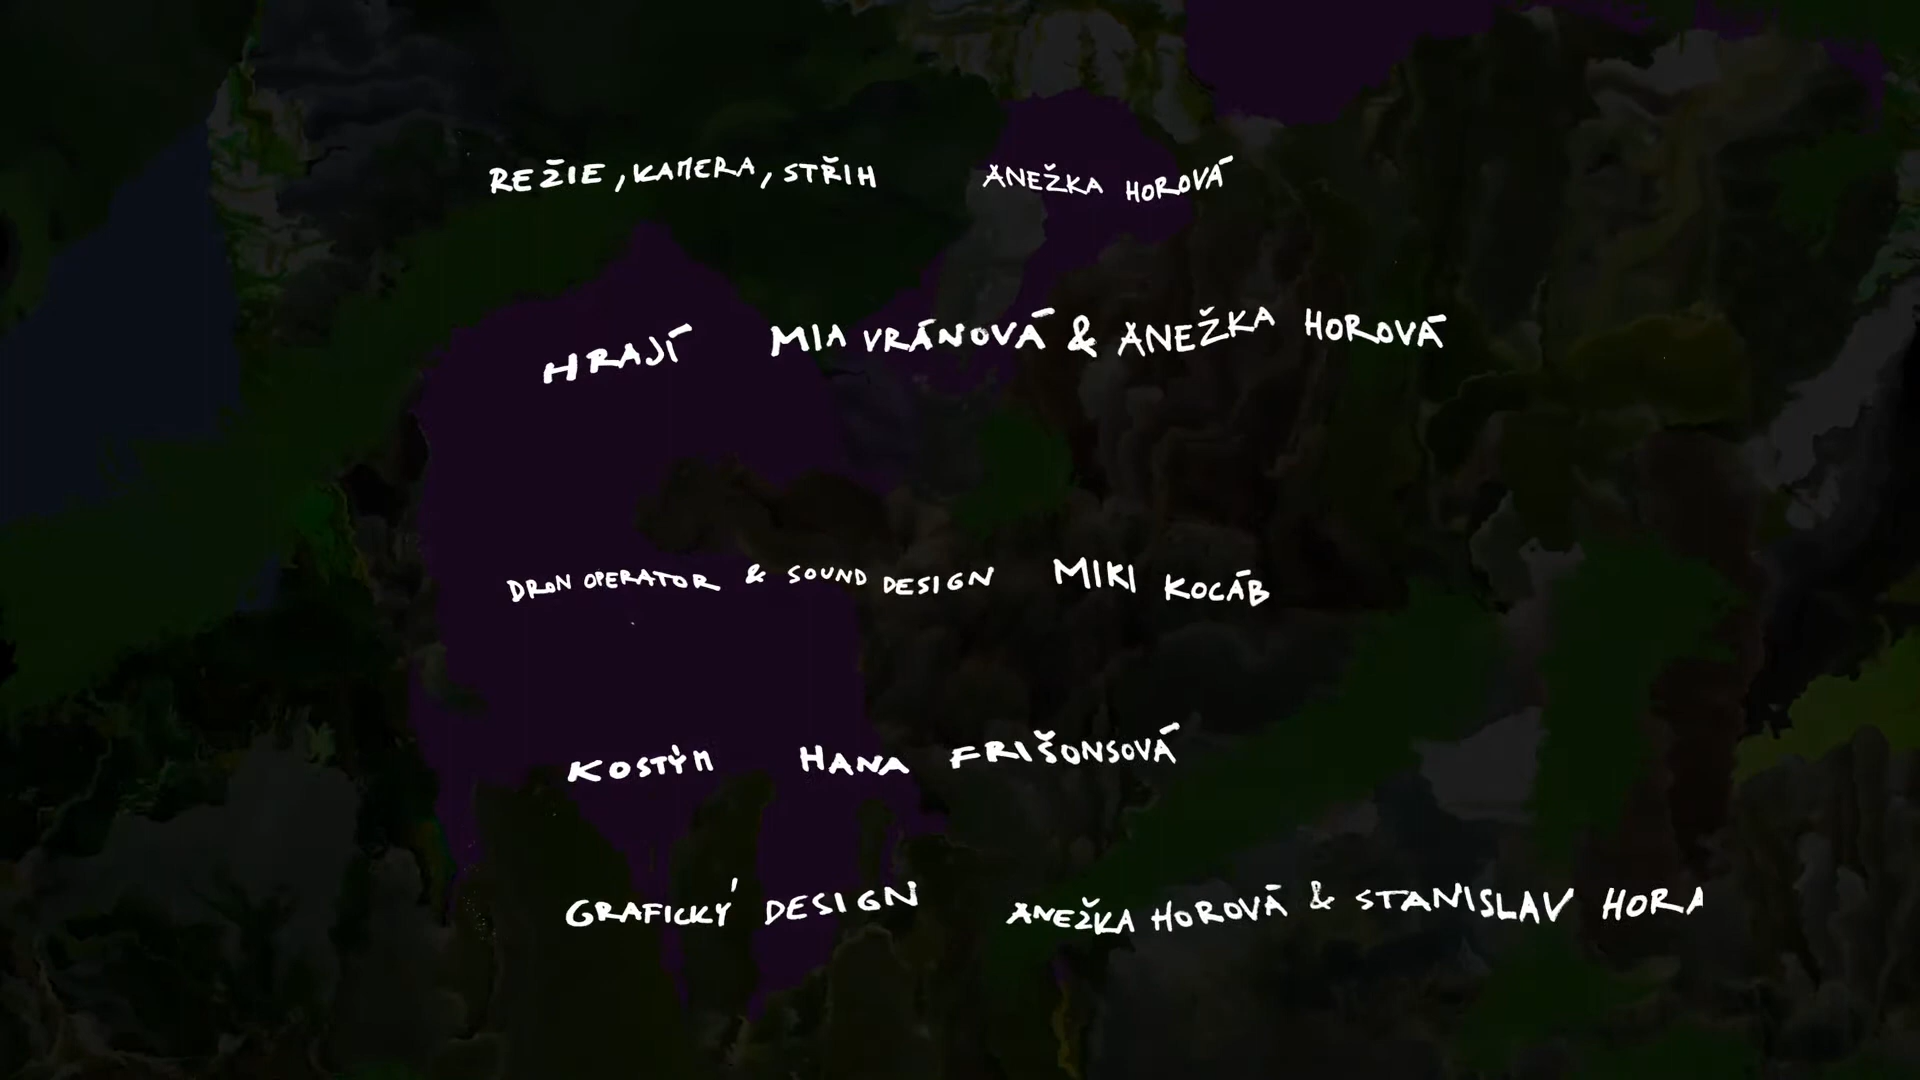 REŽIE, KAMERA, STŘIH ANEŽKA HOROVÁ
HRAJÍ MIA VRÁNOVÁ & ANEŽKA HOROVÁ
DRON OPERATOR & SOUND DESIGN MIKI KOCÁB
KOSTÝM HANA FRIŠONSOVÁ
GRAFICKÝ DESIGN ANEŽKA HOROVÁ & STANISLAV HORA